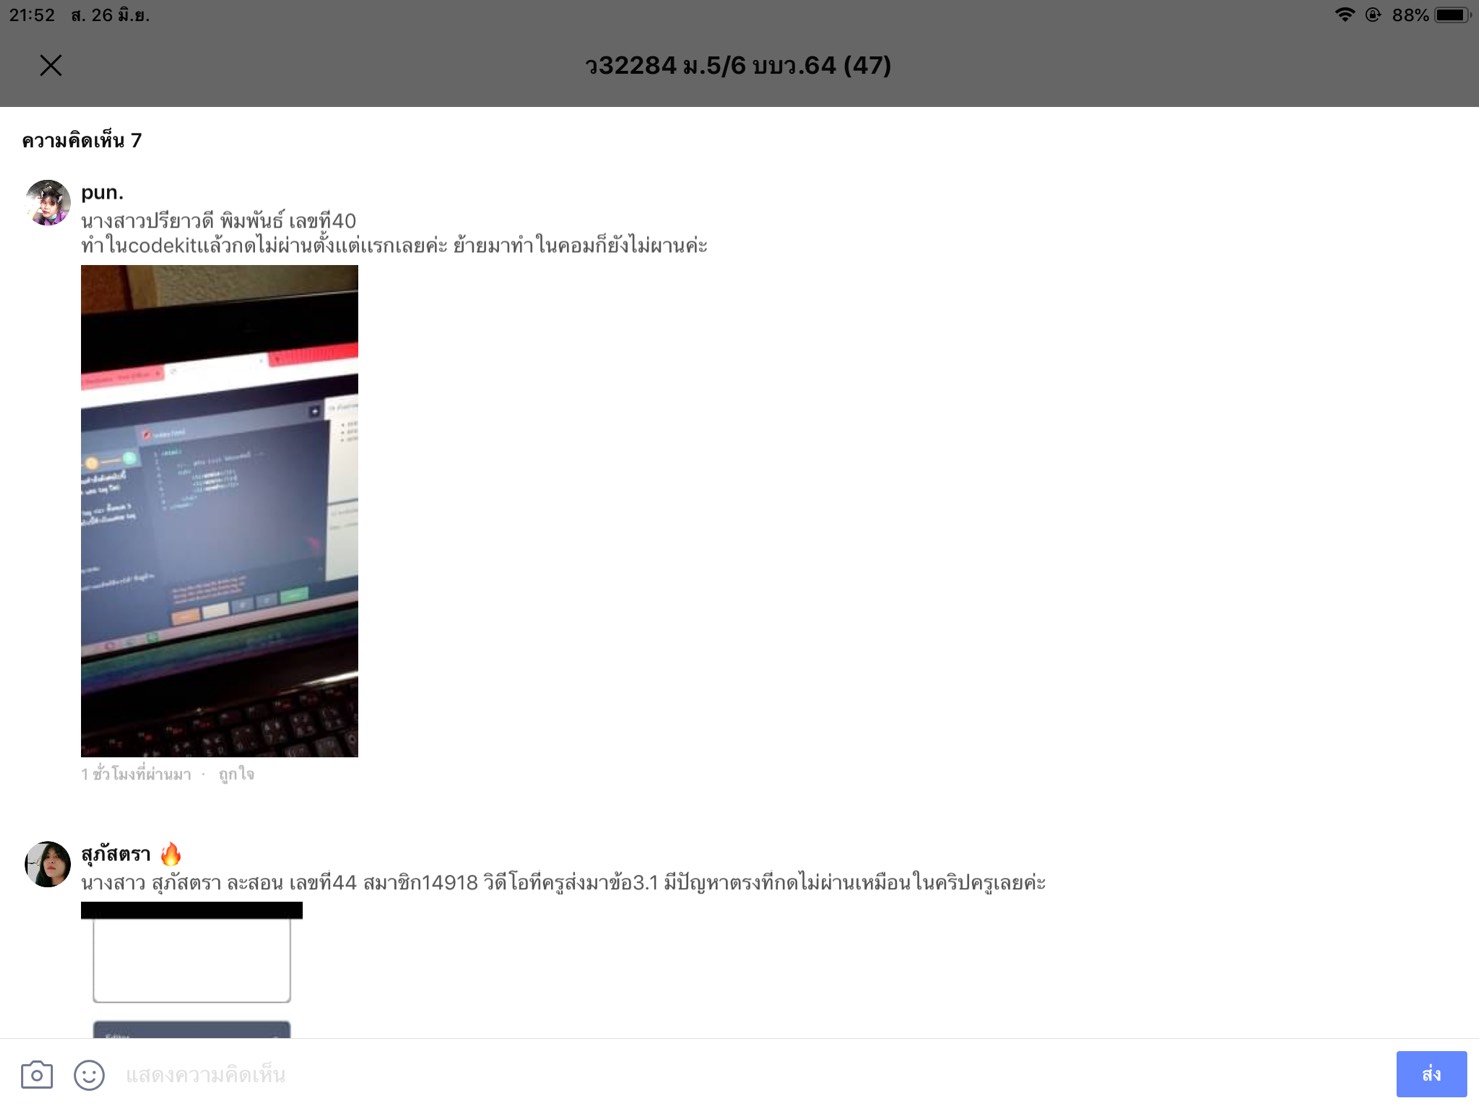 21:52 ส. 26 มิ.ย. 88%
ว32284 ม.5/6 บบว.64 (47)
ความคิดเห็น 7
pun.
นางสาวปรียาวดี พิมพันธ์ เลขที่40
ทำในcodekitแล้วกดไม่ผ่านตั้งแต่แรกเลยค่ะ ย้ายมาทำในคอมก็ยังไม่ผานค่ะ
1 ชั่วโมงที่ผ่านมา · ถูกใจ
สุภัสตรา 🔥
นางสาว สุภัสตรา ละสอน เลขที่44 สมาชิก14918 วิดีโอที่ครูส่งมาข้อ3.1 มีปัญหาตรงที่กดไม่ผ่านเหมือนในคริปครูเลยค่ะ
แสดงความคิดเห็น
ส่ง